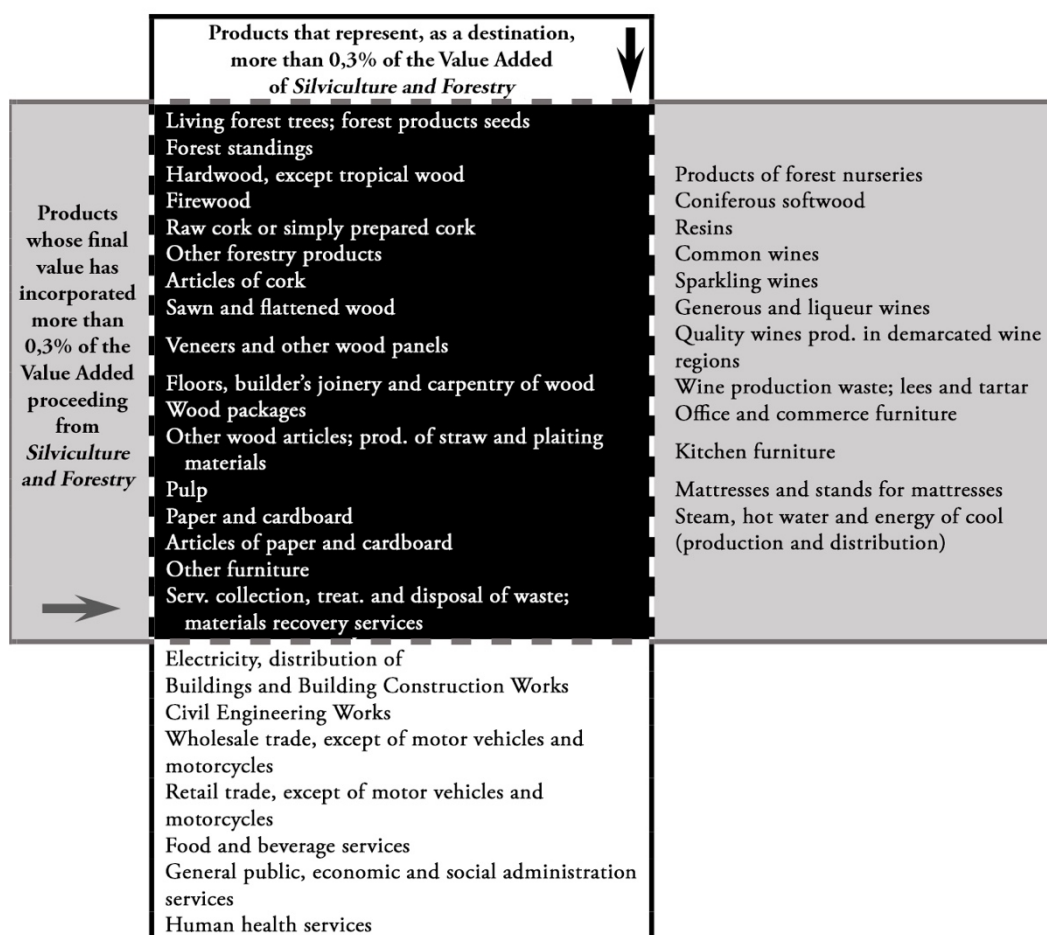 Products that represent, as a destination,
more than 0,3% of the Value Added
of Silviculture and Forestry
Products
whose final
value has
incorporated
more than
0,3% of the
Value Added
proceeding
from
Silviculture
and Forestry
Living forest trees; forest products seeds
Forest standings
Hardwood, except tropical wood
Firewood
Raw cork or simply prepared cork
Other forestry products
Articles of cork
Sawn and flattened wood
Veneers and other wood panels
Floors, builder's joinery and carpentry of wood
Wood packages
Other wood articles; prod. of straw and plaiting
materials
Pulp
Paper and cardboard
Articles of paper and cardboard
Other furniture
Serv. collection, treat. and disposal of waste;
materials recovery services
Products of forest nurseries
Coniferous softwood
Resins
Common wines
Sparkling wines
Generous and liqueur wines
Quality wines prod. in demarcated wine
regions
Wine production waste; lees and tartar
Office and commerce furniture
Kitchen furniture
Mattresses and stands for mattresses
Steam, hot water and energy of cool
(production and distribution)
Electricity, distribution of
Buildings and Building Construction Works
Civil Engineering Works
Wholesale trade, except of motor vehicles and
motorcycles
Retail trade, except of motor vehicles and
motorcycles
Food and beverage services
General public, economic and social administration
services
Human health services